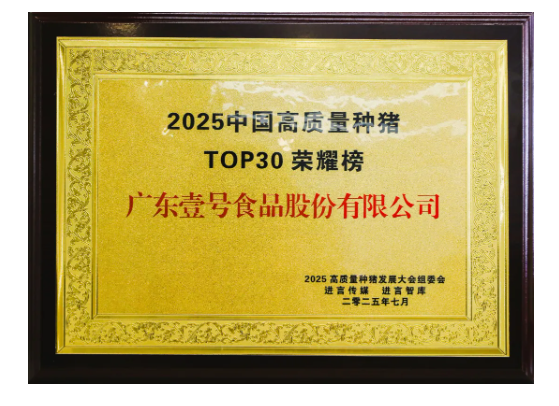 2025中国高质量种猪
TOP30 荣耀榜
广东壹号食品股份有限公司
2025 高质量种猪发展大会组委会
进言传媒 进言智库
二零二五年七月